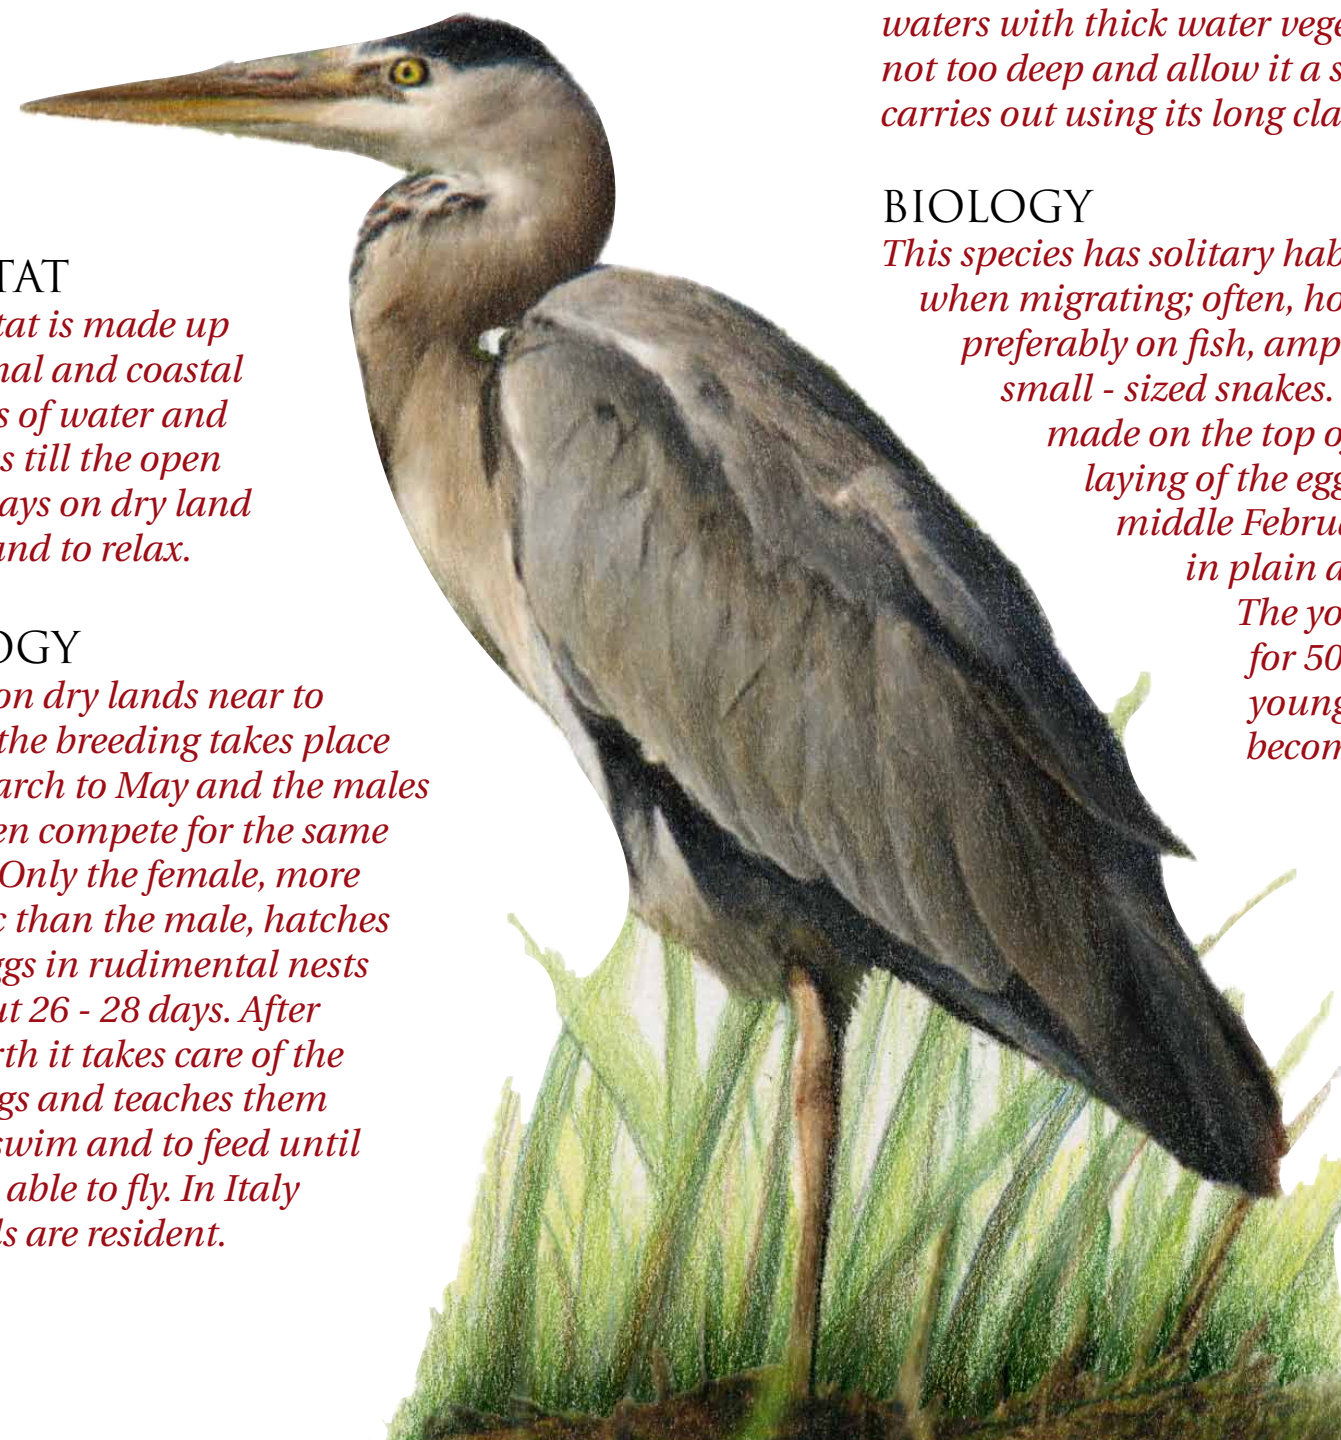 TAT
tat is made up
nal and coastal
s of water and
s till the open
ays on dry land
and to relax.
OGY
on dry lands near to
the breeding takes place
arch to May and the males
en compete for the same
Only the female, more
c than the male, hatches
ggs in rudimental nests
ut 26 - 28 days. After
rth it takes care of the
gs and teaches them
swim and to feed until
able to fly. In Italy
ls are resident.
waters with thick water vege
not too deep and allow it a s
carries out using its long cla
BIOLOGY
This species has solitary hab
when migrating; often, ho
preferably on fish, amp
small - sized snakes.
made on the top o
laying of the egg
middle Februa
in plain a
The yo
for 50
young
becom